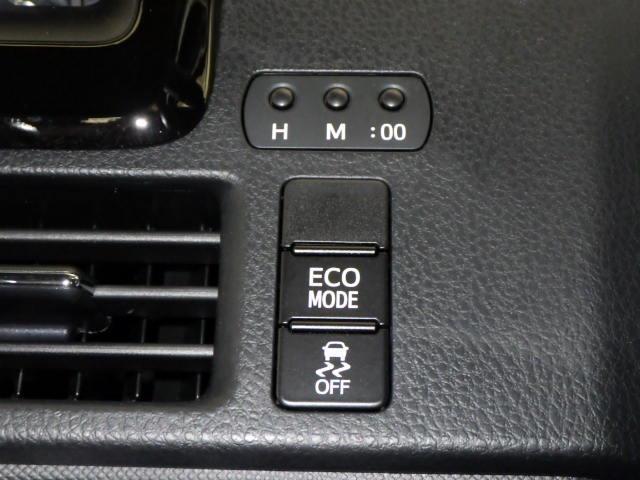 H M :00
ECO
MODE
OFF